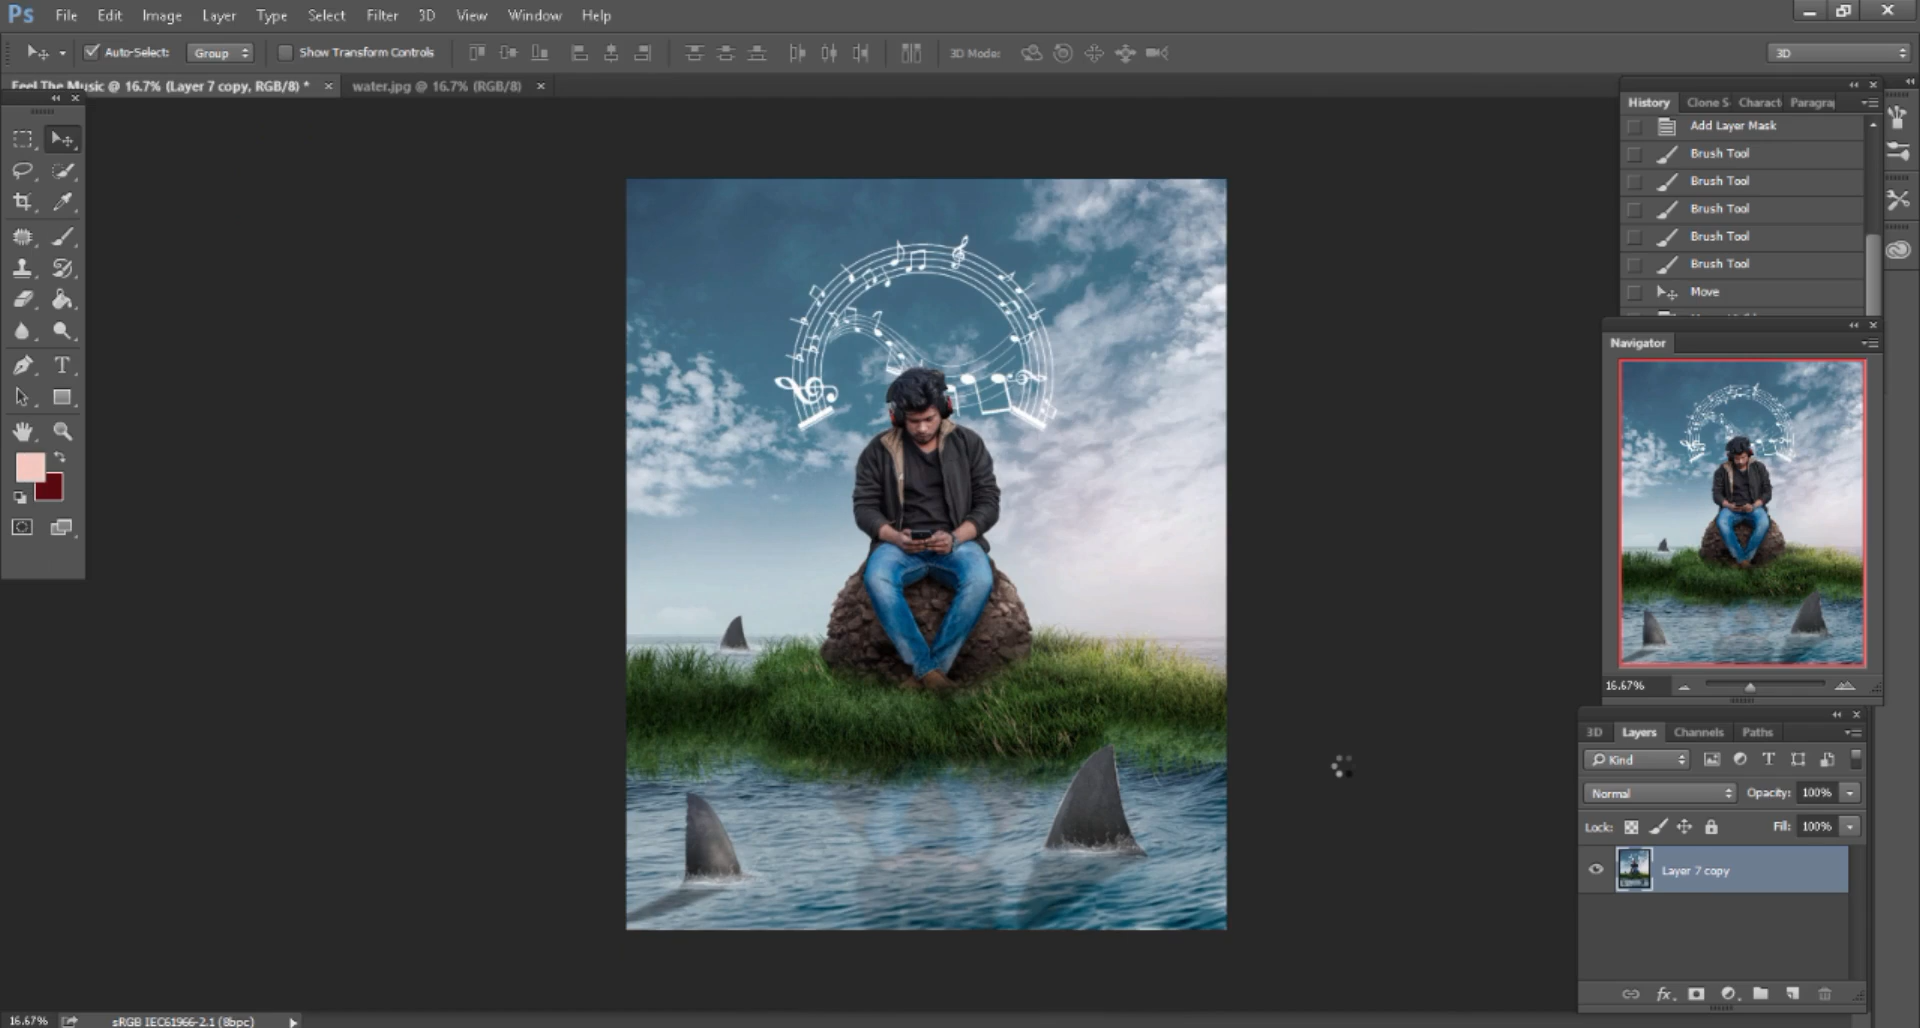 Ps File Edit Image Layer Type Select Filter 3D View Window Help
Auto-Select: Group Show Transform Controls 3D Mode: 3D
Feel The Music @ 16.7% (Layer 7 copy, RGB/8) * × water.jpg @ 16.7% (RGB/8) ×
History Clone S Charact Paragra
Add Layer Mask
Brush Tool
Brush Tool
Brush Tool
Brush Tool
Brush Tool
Move
Navigator
16.67%
3D Layers Channels Paths
Kind
Normal Opacity: 100%
Lock: Fill: 100%
Layer 7 copy
16.67% sRGB IEC61966-2.1 (8bpc)